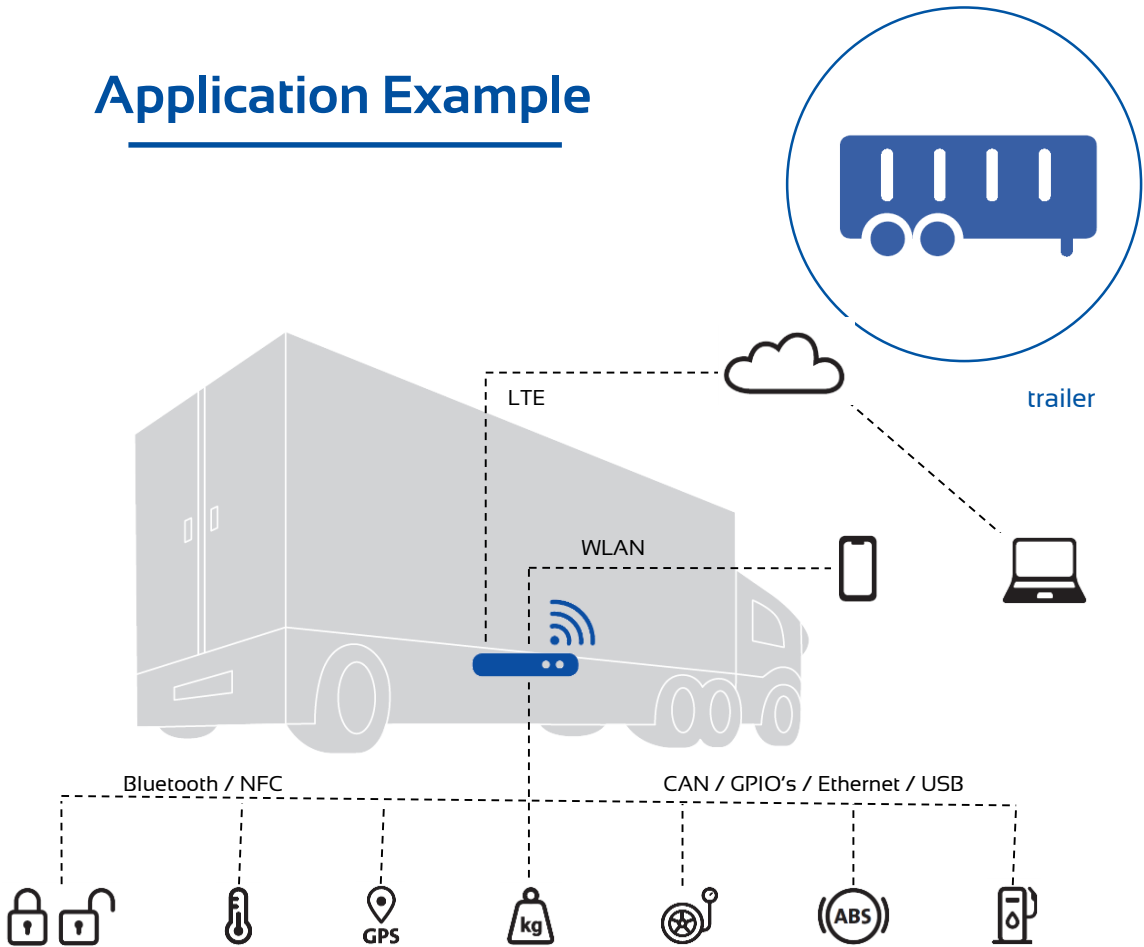 Application Example
trailer
LTE
WLAN
Bluetooth / NFC
CAN / GPIO's / Ethernet / USB
GPS
kg
ABS